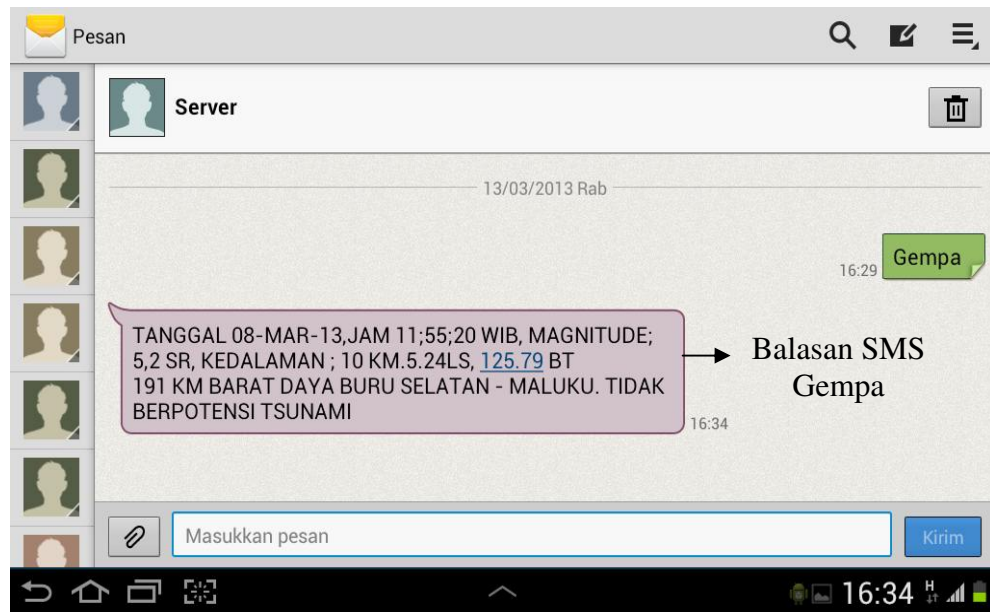 Pesan
Server
13/03/2013 Rab
Gempa
16:29
TANGGAL 08-MAR-13,JAM 11;55;20 WIB, MAGNITUDE;
5,2 SR, KEDALAMAN ; 10 KM.5.24LS, 125.79 BT
191 KM BARAT DAYA BURU SELATAN - MALUKU. TIDAK
BERPOTENSI TSUNAMI
16:34
Balasan SMS
Gempa
Masukkan pesan
Kirim
16:34 H